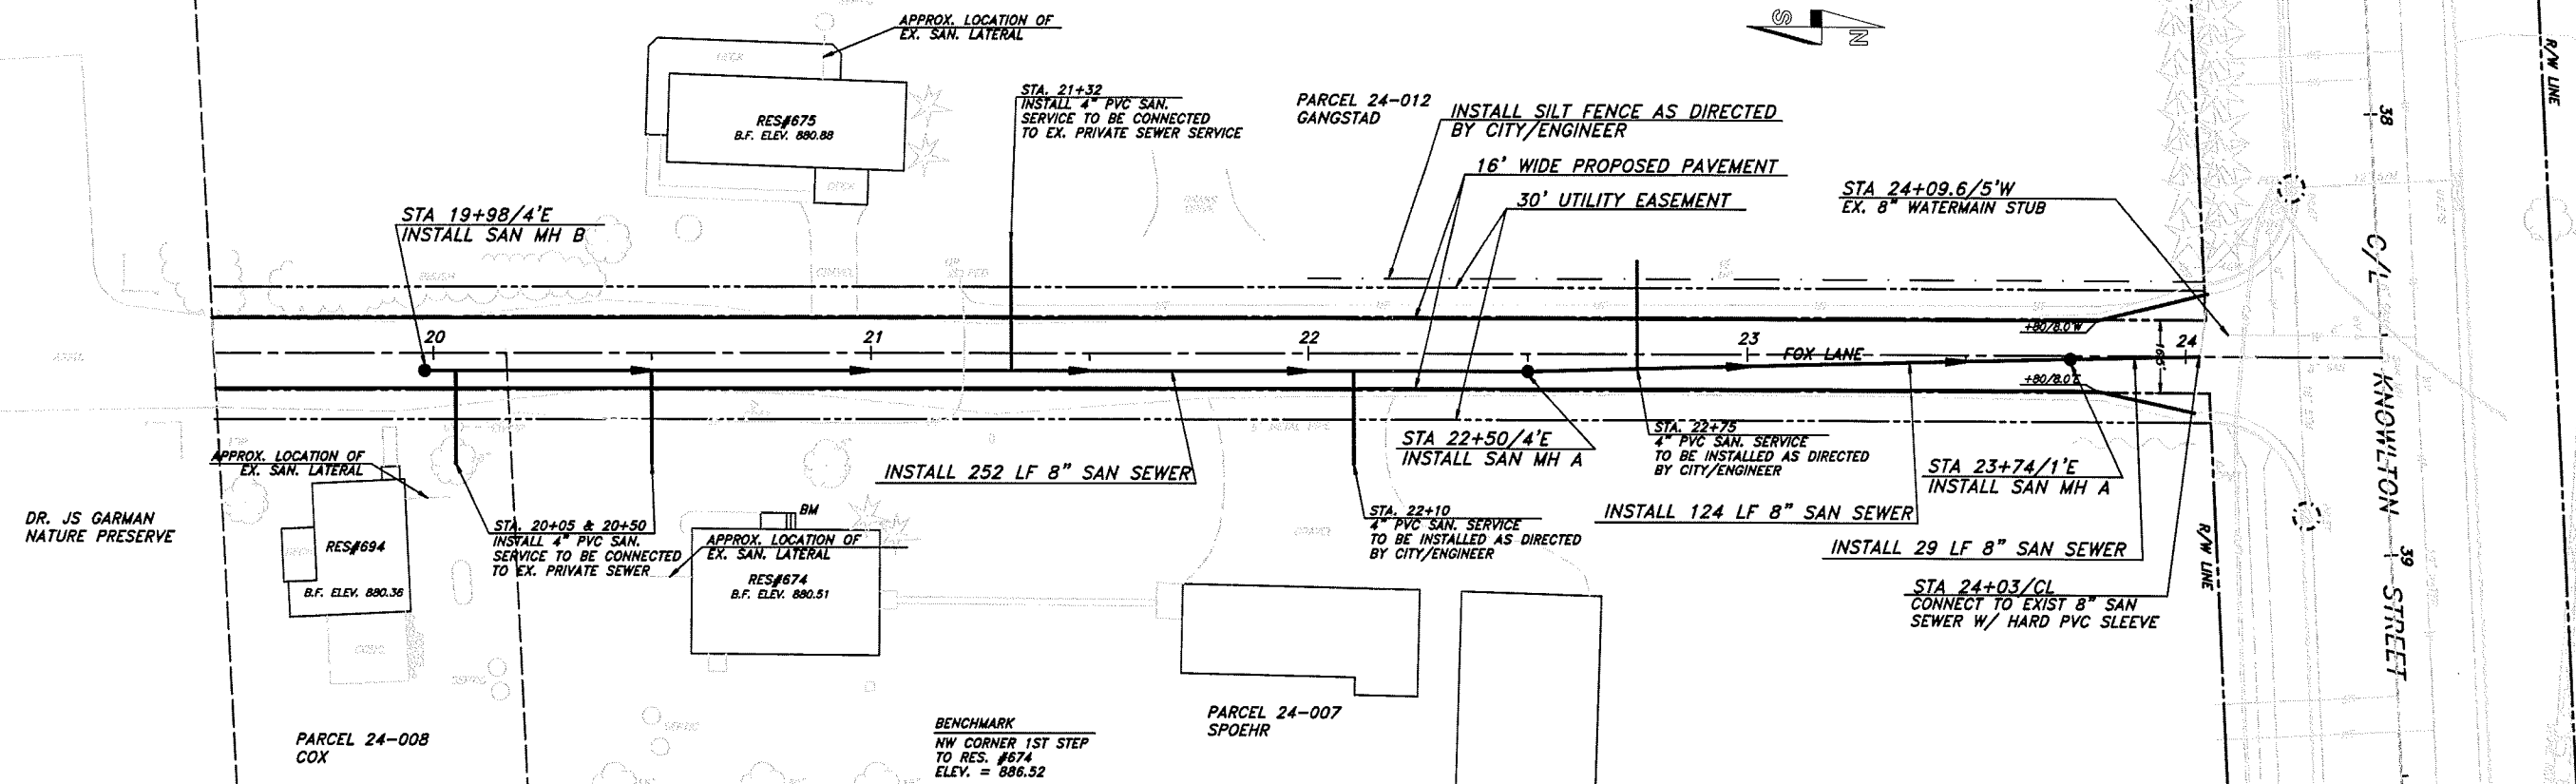 APPROX. LOCATION OF
EX. SAN. LATERAL
S
N
R/W LINE
DECK
RES#675
B.F. ELEV. 880.88
DECK
STA. 21+32
INSTALL 4" PVC SAN.
SERVICE TO BE CONNECTED
TO EX. PRIVATE SEWER SERVICE
PARCEL 24-012
GANGSTAD
INSTALL SILT FENCE AS DIRECTED
BY CITY/ENGINEER
16' WIDE PROPOSED PAVEMENT
30' UTILITY EASEMENT
STA 24+09.6/5'W
EX. 8" WATERMAIN STUB
38
C/L
KNOWLTON
39
STREET
STA 19+98/4'E
INSTALL SAN MH B
BRUSH
20
21
22
23
24
FOX LANE
+80/8.0'W
+80/8.0'E
APPROX. LOCATION OF
EX. SAN. LATERAL
INSTALL 252 LF 8" SAN SEWER
STA 22+50/4'E
INSTALL SAN MH A
STA. 22+75
4" PVC SAN. SERVICE
TO BE INSTALLED AS DIRECTED
BY CITY/ENGINEER
STA 23+74/1'E
INSTALL SAN MH A
DR. JS GARMAN
NATURE PRESERVE
RES#694
B.F. ELEV. 880.36
STA. 20+05 & 20+50
INSTALL 4" PVC SAN.
SERVICE TO BE CONNECTED
TO EX. PRIVATE SEWER
BM
APPROX. LOCATION OF
EX. SAN. LATERAL
RES#674
B.F. ELEV. 880.51
STA. 22+10
4" PVC SAN. SERVICE
TO BE INSTALLED AS DIRECTED
BY CITY/ENGINEER
INSTALL 124 LF 8" SAN SEWER
INSTALL 29 LF 8" SAN SEWER
R/W LINE
STA 24+03/CL
CONNECT TO EXIST 8" SAN
SEWER W/ HARD PVC SLEEVE
SEPTIC
SEPTIC
PARCEL 24-008
COX
BENCHMARK
NW CORNER 1ST STEP
TO RES. #674
ELEV. = 886.52
PARCEL 24-007
SPOEHR